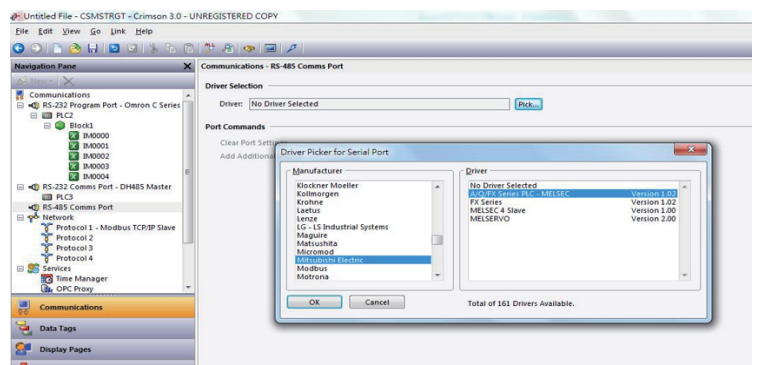 Untitled File - CSMSTRGT - Crimson 3.0 - UNREGISTERED COPY
File Edit View Go Link Help
Navigation Pane
New
Communications
RS-232 Program Port - Omron C Series
PLC2
Block1
IM0000
IM0001
IM0002
IM0003
IM0004
RS-232 Comms Port - DH485 Master
PLC3
RS-485 Comms Port
Network
Protocol 1 - Modbus TCP/IP Slave
Protocol 2
Protocol 3
Protocol 4
Services
Time Manager
OPC Proxy
Communications
Data Tags
Display Pages
Communications - RS-485 Comms Port
Driver Selection
Driver: No Driver Selected Pick...
Port Commands
Clear Port
Add Additional
Driver Picker for Serial Port
Manufacturer
Klockner Moeller
Kollmorgen
Krohne
Laetus
Lenze
LG - LS Industrial Systems
Maguire
Matsushita
Micromod
Mitsubishi Electric
Modbus
Motrona
Driver
No Driver Selected
A/Q/FX Series PLC - MELSEC Version 1.02
FX Series Version 1.02
MELSEC 4 Slave Version 1.00
MELSERVO Version 2.00
OK Cancel
Total of 161 Drivers Available.